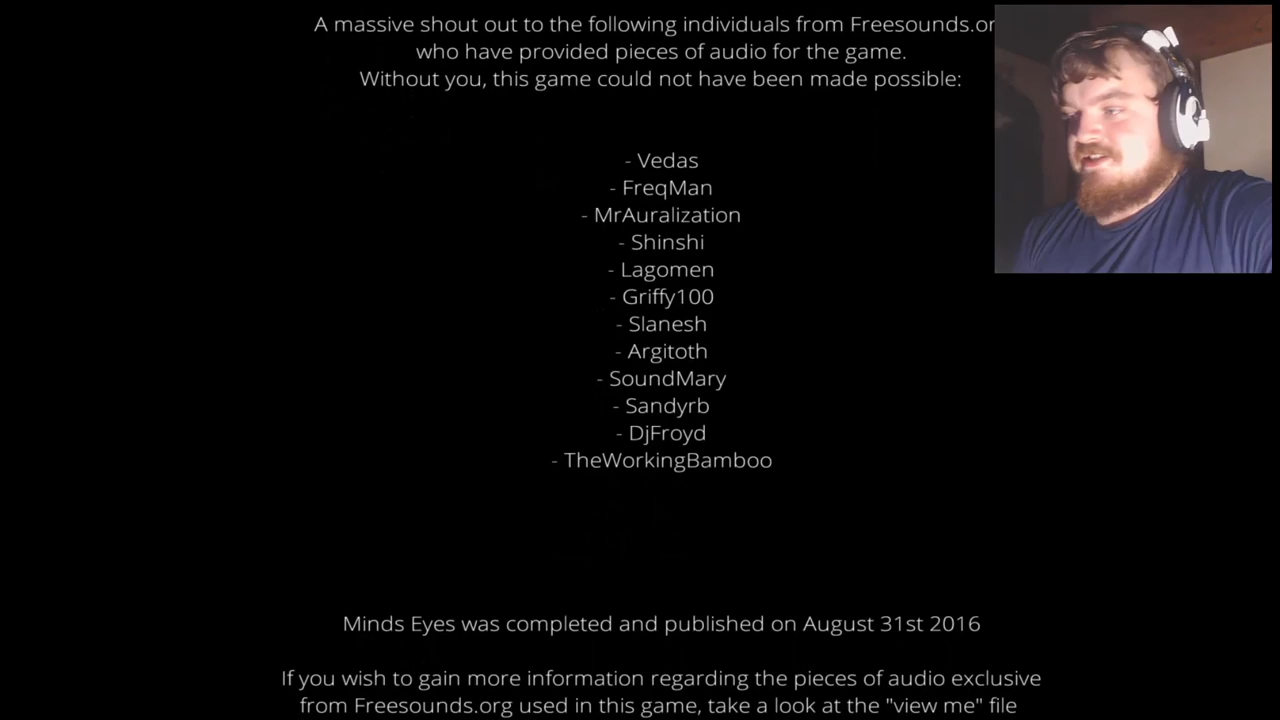 A massive shout out to the following individuals from Freesounds.or
who have provided pieces of audio for the game.
Without you, this game could not have been made possible:
- Vedas
- FreqMan
- MrAuralization
- Shinshi
- Lagomen
- Griffy100
- Slanesh
- Argitoth
- SoundMary
- Sandyrb
- DjFroyd
- TheWorkingBamboo
Minds Eyes was completed and published on August 31st 2016
If you wish to gain more information regarding the pieces of audio exclusive
from Freesounds.org used in this game, take a look at the "view me" file